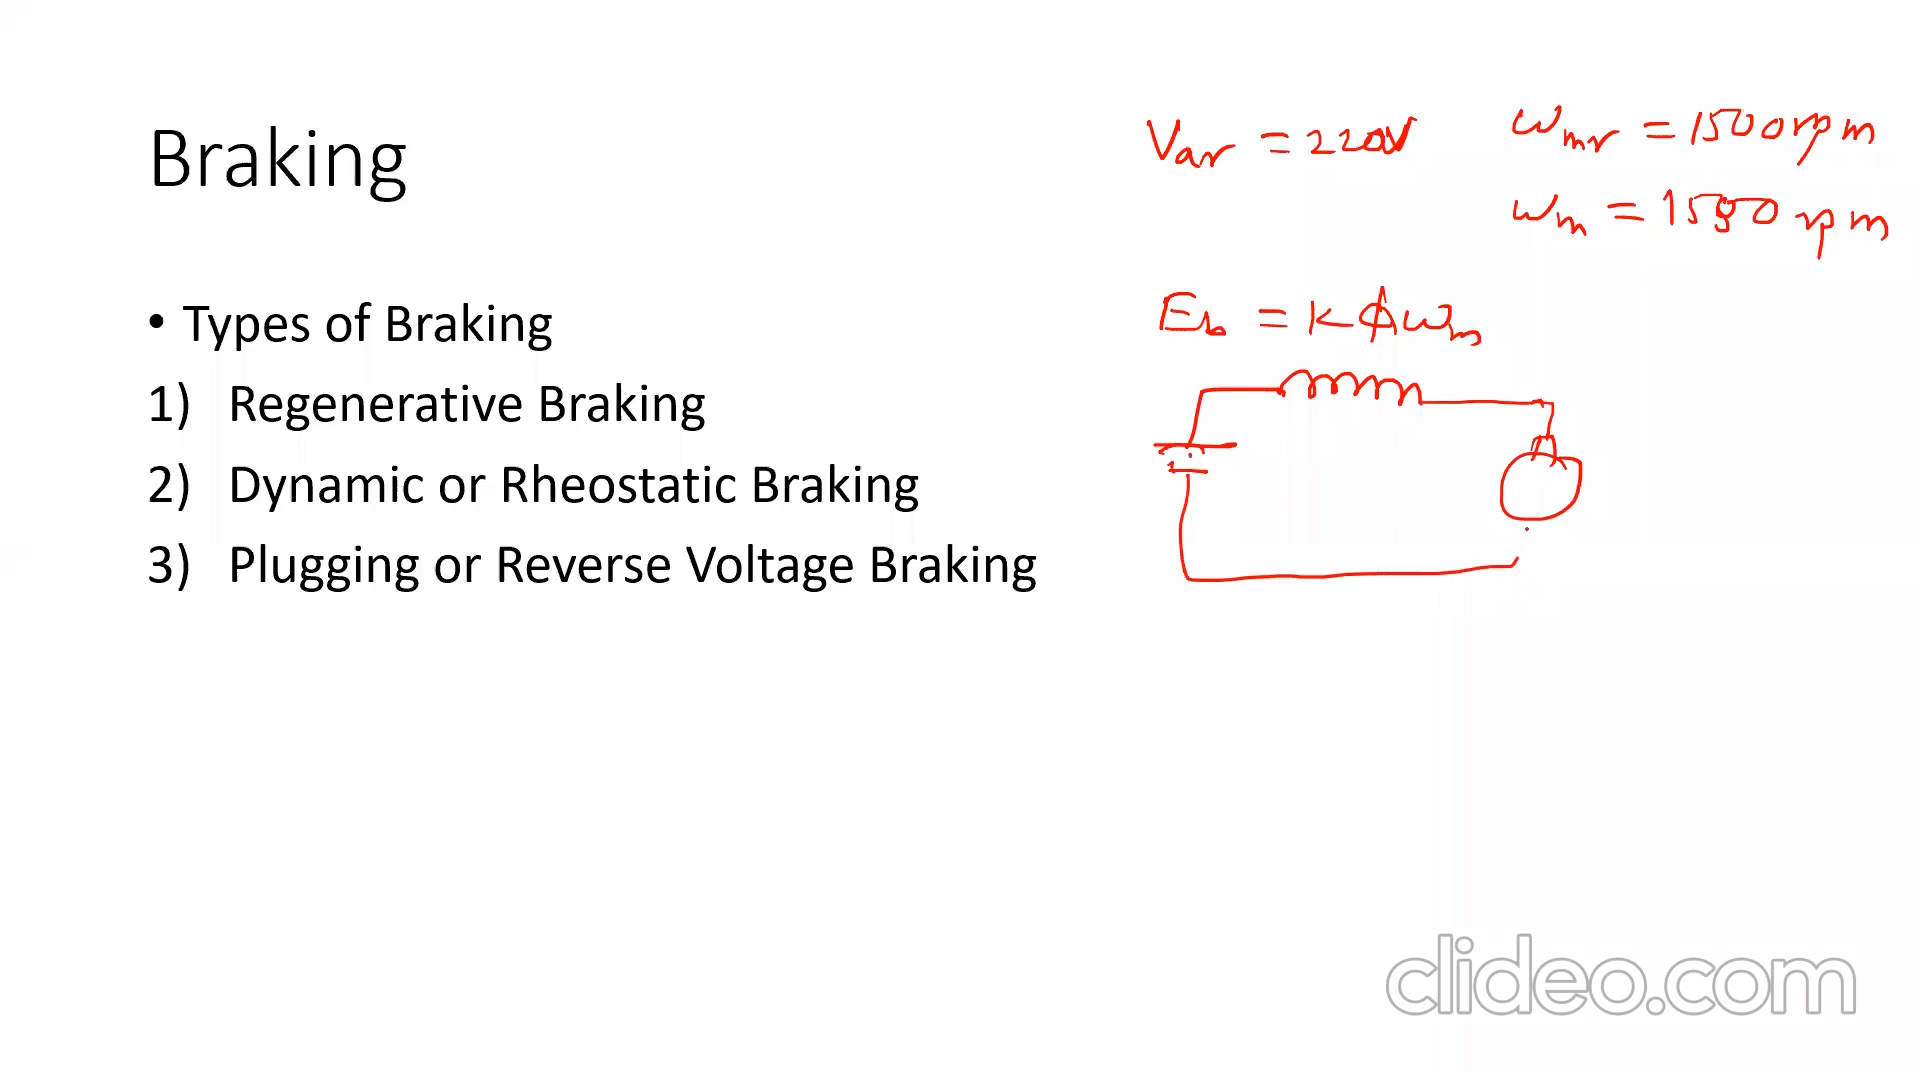 Braking
• Types of Braking
1) Regenerative Braking
2) Dynamic or Rheostatic Braking
3) Plugging or Reverse Voltage Braking
Var = 220V
ωmr = 1500 rpm
ωm = rpm
Eb = KΦωm
clideo.com